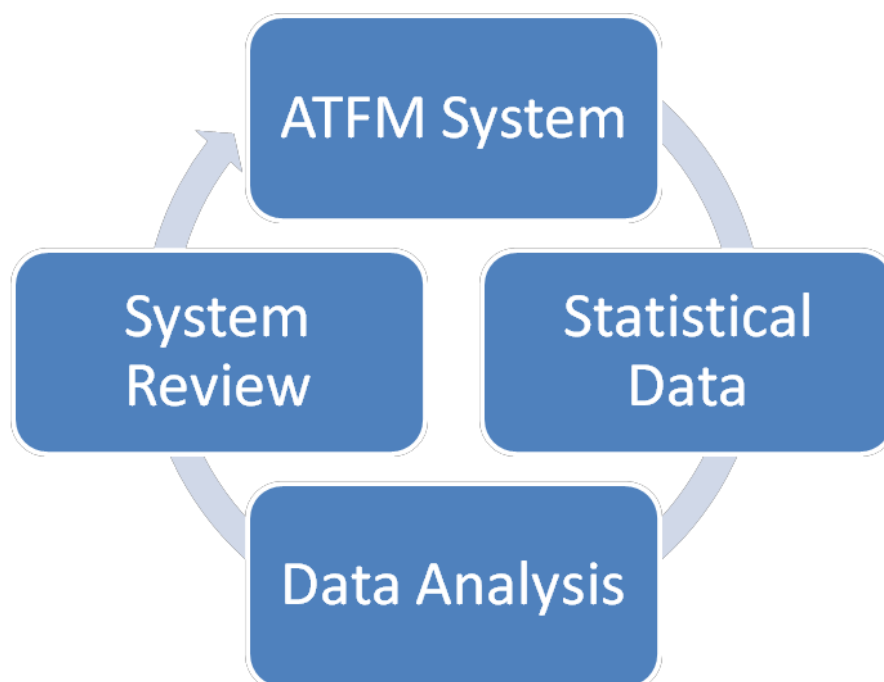 ATFM System
System
Review
Statistical
Data
Data Analysis